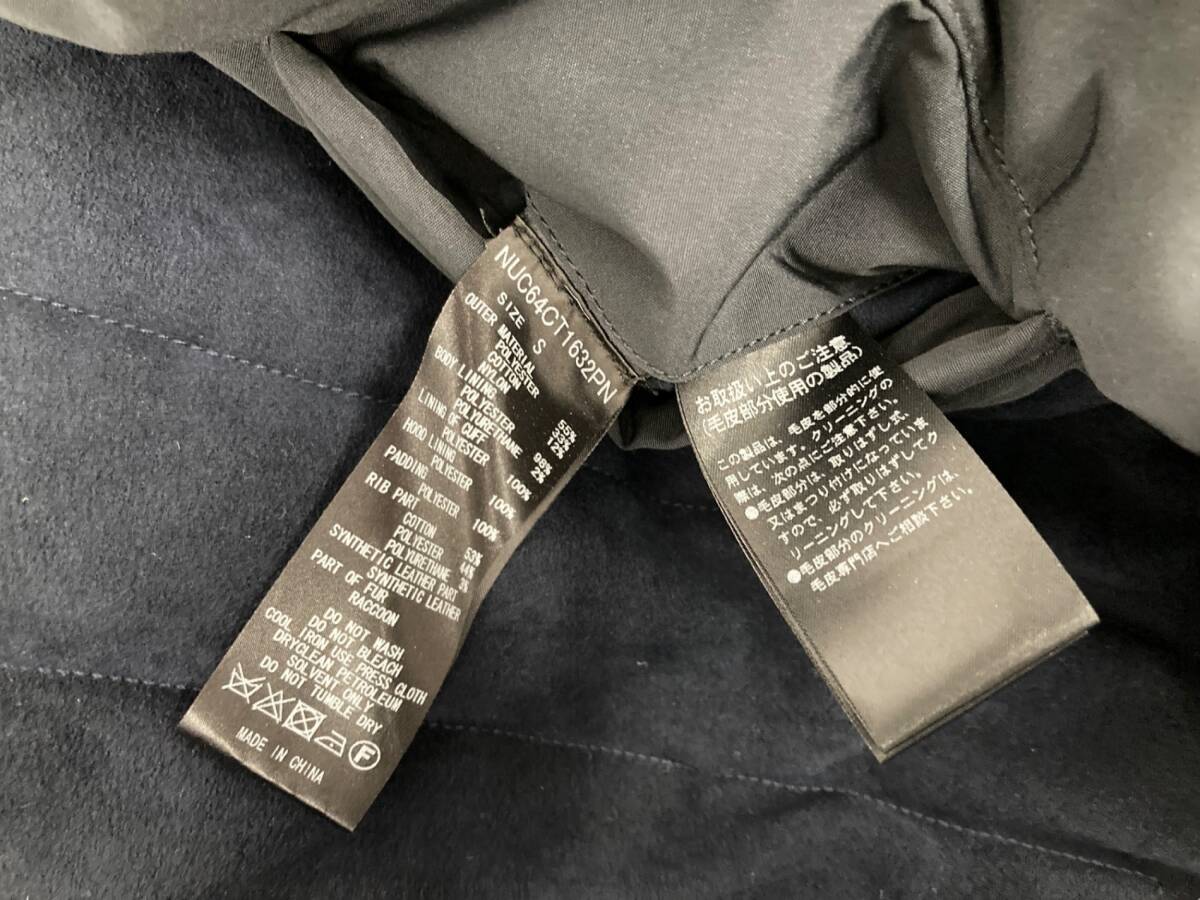 NUC64CT1632PN
SIZE S
OUTER MATERIAL
POLYESTER 55%
COTTON 43%
NYLON 2%
BODY LINING
POLYESTER 98%
POLYURETHANE 2%
LINING OF CUFF
POLYESTER 100%
HOOD LINING
POLYESTER 100%
PADDING
POLYESTER 100%
RIB PART
COTTON 53%
POLYESTER 44%
POLYURETHANE 3%
SYNTHETIC LEATHER PART
SYNTHETIC LEATHER
PART OF FUR
RACCOON
DO NOT WASH
DO NOT BLEACH
COOL IRON USE PRESS CLOTH
DRYCLEAN PETROLEUM
SOLVENT ONLY
DO NOT TUMBLE DRY
F
MADE IN CHINA
お取扱い上のご注意
(毛皮部分使用の製品)
この製品は、毛皮を部分的に使
用しています。クリーニングの
際は、次の点にご注意下さい。
●毛皮部分は、取りはずし式、
又はまつり付けになっていま
すので、必ず取りはずしてク
リーニングして下さい。
●毛皮部分のクリーニングは、
毛皮専門店へご相談下さい。